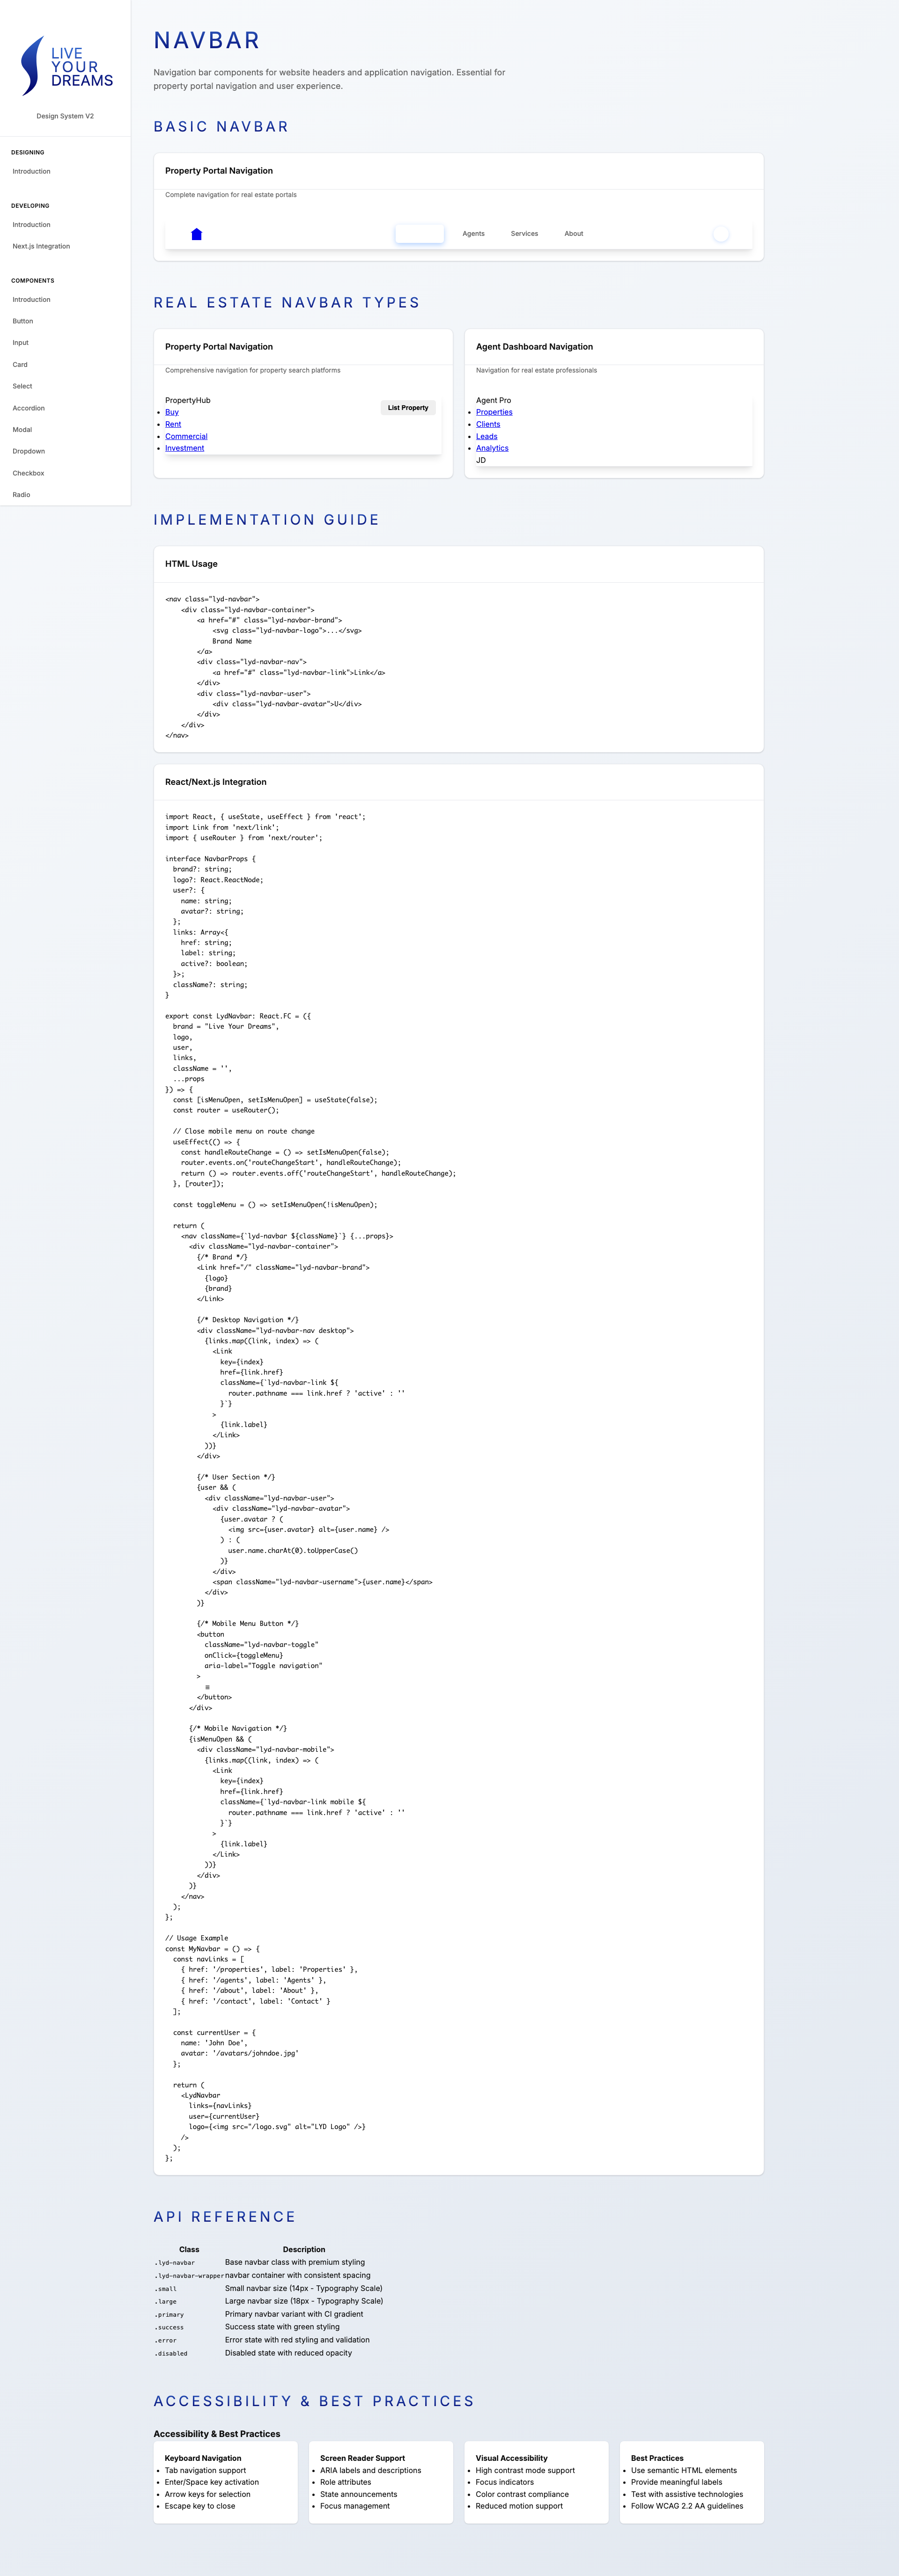 LIVE
YOUR
DREAMS
Design System V2
DESIGNING
Introduction
DEVELOPING
Introduction
Next.js Integration
COMPONENTS
Introduction
Button
Input
Card
Select
Accordion
Modal
Dropdown
Checkbox
Radio
NAVBAR
Navigation bar components for website headers and application navigation. Essential for
property portal navigation and user experience.
BASIC NAVBAR
Property Portal Navigation
Complete navigation for real estate portals
Agents
Services
About
REAL ESTATE NAVBAR TYPES
Property Portal Navigation
Comprehensive navigation for property search platforms
PropertyHub
• Buy
• Rent
• Commercial
• Investment
List Property
Agent Dashboard Navigation
Navigation for real estate professionals
Agent Pro
• Properties
• Clients
• Leads
• Analytics
JD
IMPLEMENTATION GUIDE
HTML Usage
<nav class="lyd-navbar">
    <div class="lyd-navbar-container">
        <a href="#" class="lyd-navbar-brand">
            <svg class="lyd-navbar-logo">...</svg>
            Brand Name
        </a>
        <div class="lyd-navbar-nav">
            <a href="#" class="lyd-navbar-link">Link</a>
        </div>
        <div class="lyd-navbar-user">
            <div class="lyd-navbar-avatar">U</div>
        </div>
    </div>
</nav>
React/Next.js Integration
import React, { useState, useEffect } from 'react';
import Link from 'next/link';
import { useRouter } from 'next/router';

interface NavbarProps {
  brand?: string;
  logo?: React.ReactNode;
  user?: {
    name: string;
    avatar?: string;
  };
  links: Array<{
    href: string;
    label: string;
    active?: boolean;
  }>;
  className?: string;
}

export const LydNavbar: React.FC = ({
  brand = "Live Your Dreams",
  logo,
  user,
  links,
  className = '',
  ...props
}) => {
  const [isMenuOpen, setIsMenuOpen] = useState(false);
  const router = useRouter();

  // Close mobile menu on route change
  useEffect(() => {
    const handleRouteChange = () => setIsMenuOpen(false);
    router.events.on('routeChangeStart', handleRouteChange);
    return () => router.events.off('routeChangeStart', handleRouteChange);
  }, [router]);

  const toggleMenu = () => setIsMenuOpen(!isMenuOpen);

  return (
    <nav className={`lyd-navbar ${className}`} {...props}>
      <div className="lyd-navbar-container">
        {/* Brand */}
        <Link href="/" className="lyd-navbar-brand">
          {logo}
          {brand}
        </Link>

        {/* Desktop Navigation */}
        <div className="lyd-navbar-nav desktop">
          {links.map((link, index) => (
            <Link
              key={index}
              href={link.href}
              className={`lyd-navbar-link ${
                router.pathname === link.href ? 'active' : ''
              }`}
            >
              {link.label}
            </Link>
          ))}
        </div>

        {/* User Section */}
        {user && (
          <div className="lyd-navbar-user">
            <div className="lyd-navbar-avatar">
              {user.avatar ? (
                <img src={user.avatar} alt={user.name} />
              ) : (
                user.name.charAt(0).toUpperCase()
              )}
            </div>
            <span className="lyd-navbar-username">{user.name}</span>
          </div>
        )}

        {/* Mobile Menu Button */}
        <button
          className="lyd-navbar-toggle"
          onClick={toggleMenu}
          aria-label="Toggle navigation"
        >
          ≡
        </button>
      </div>

      {/* Mobile Navigation */}
      {isMenuOpen && (
        <div className="lyd-navbar-mobile">
          {links.map((link, index) => (
            <Link
              key={index}
              href={link.href}
              className={`lyd-navbar-link mobile ${
                router.pathname === link.href ? 'active' : ''
              }`}
            >
              {link.label}
            </Link>
          ))}
        </div>
      )}
    </nav>
  );
};

// Usage Example
const MyNavbar = () => {
  const navLinks = [
    { href: '/properties', label: 'Properties' },
    { href: '/agents', label: 'Agents' },
    { href: '/about', label: 'About' },
    { href: '/contact', label: 'Contact' }
  ];

  const currentUser = {
    name: 'John Doe',
    avatar: '/avatars/johndoe.jpg'
  };

  return (
    <LydNavbar
      links={navLinks}
      user={currentUser}
      logo={<img src="/logo.svg" alt="LYD Logo" />}
    />
  );
};
API REFERENCE
Class Description
.lyd-navbar Base navbar class with premium styling
.lyd-navbar-wrapper navbar container with consistent spacing
.small Small navbar size (14px - Typography Scale)
.large Large navbar size (18px - Typography Scale)
.primary Primary navbar variant with CI gradient
.success Success state with green styling
.error Error state with red styling and validation
.disabled Disabled state with reduced opacity
ACCESSIBILITY & BEST PRACTICES
Accessibility & Best Practices
Keyboard Navigation
• Tab navigation support
• Enter/Space key activation
• Arrow keys for selection
• Escape key to close
Screen Reader Support
• ARIA labels and descriptions
• Role attributes
• State announcements
• Focus management
Visual Accessibility
• High contrast mode support
• Focus indicators
• Color contrast compliance
• Reduced motion support
Best Practices
• Use semantic HTML elements
• Provide meaningful labels
• Test with assistive technologies
• Follow WCAG 2.2 AA guidelines